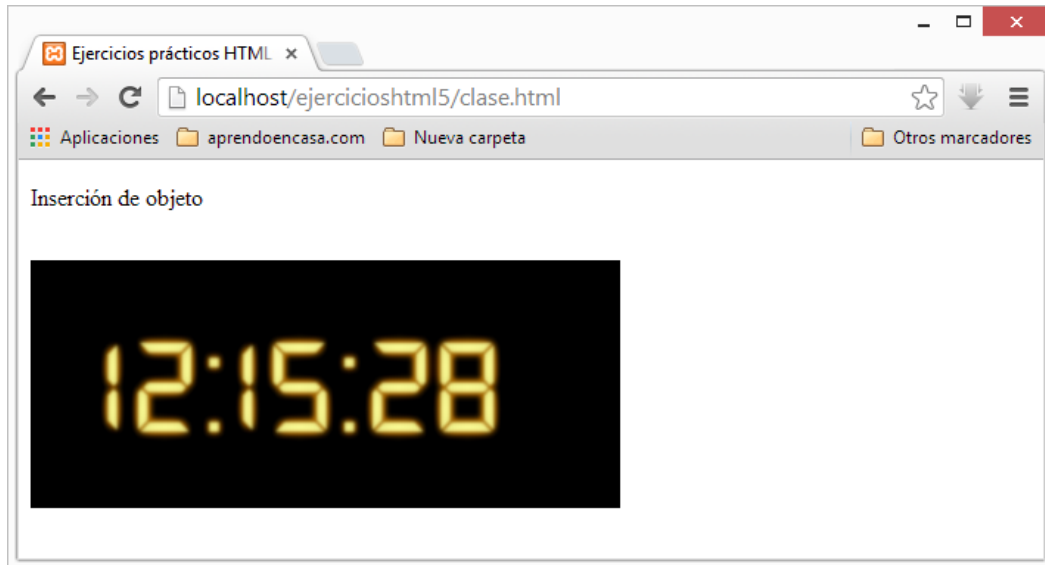 Ejercicios prácticos HTML
localhost/ejercicioshtml5/clase.html
Aplicaciones aprendoencasa.com Nueva carpeta Otros marcadores
Inserción de objeto
12:15:28